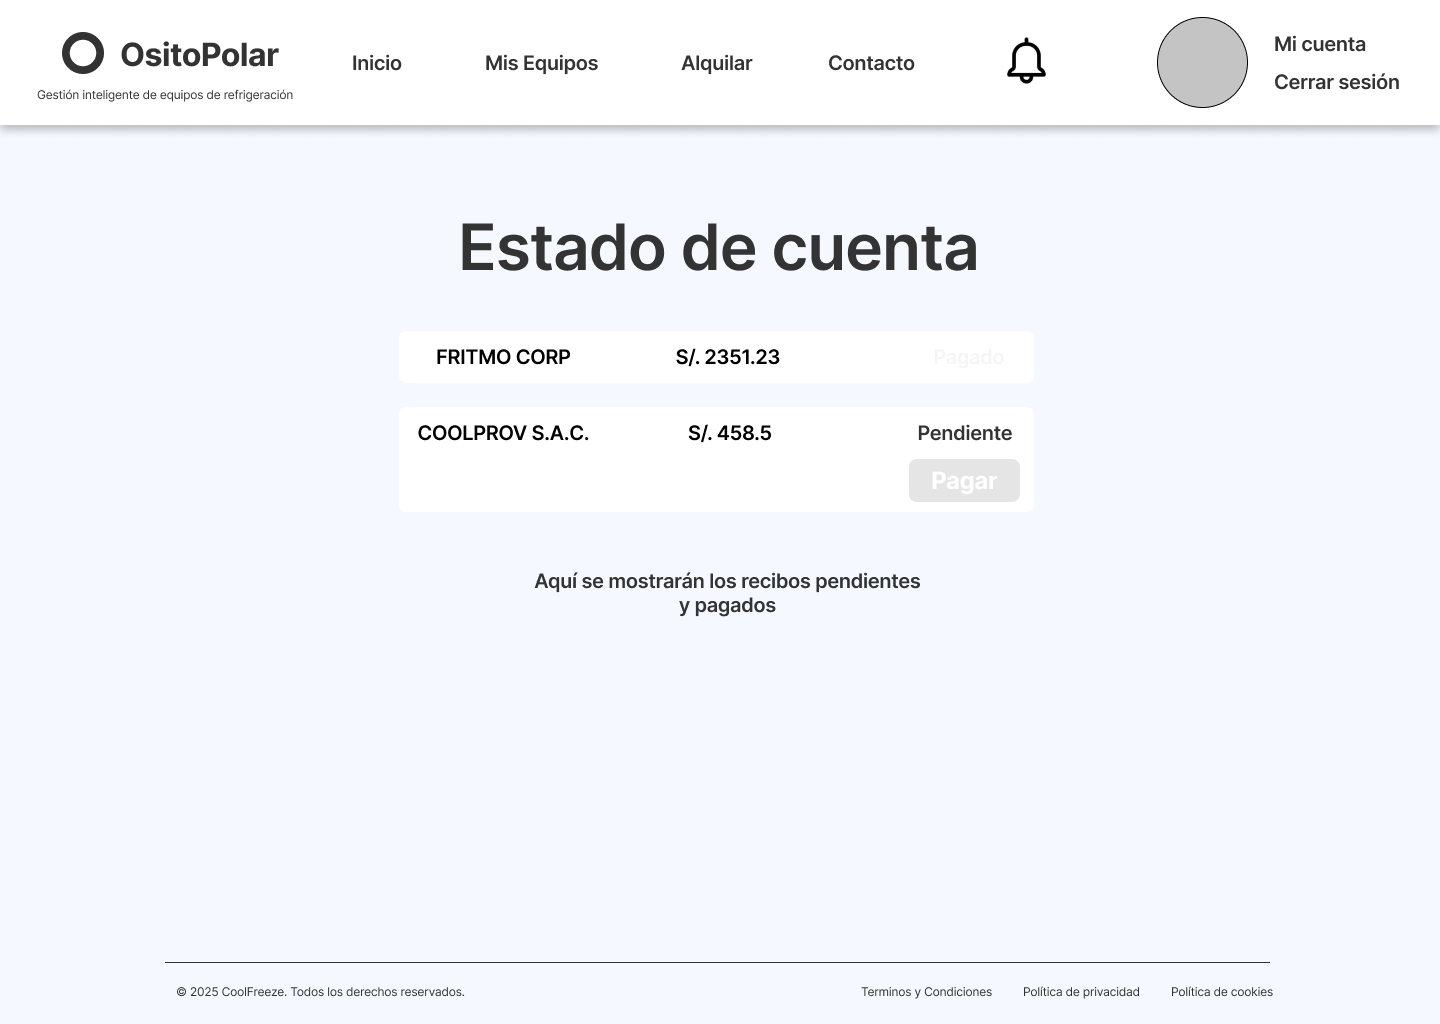 OsitoPolar
Gestión inteligente de equipos de refrigeración
Inicio
Mis Equipos
Alquilar
Contacto
Mi cuenta
Cerrar sesión
Estado de cuenta
FRITMO CORP
S/. 2351.23
Pagado
COOLPROV S.A.C.
S/. 458.5
Pendiente
Pagar
Aquí se mostrarán los recibos pendientes
y pagados
© 2025 CoolFreeze. Todos los derechos reservados.
Terminos y Condiciones
Política de privacidad
Política de cookies